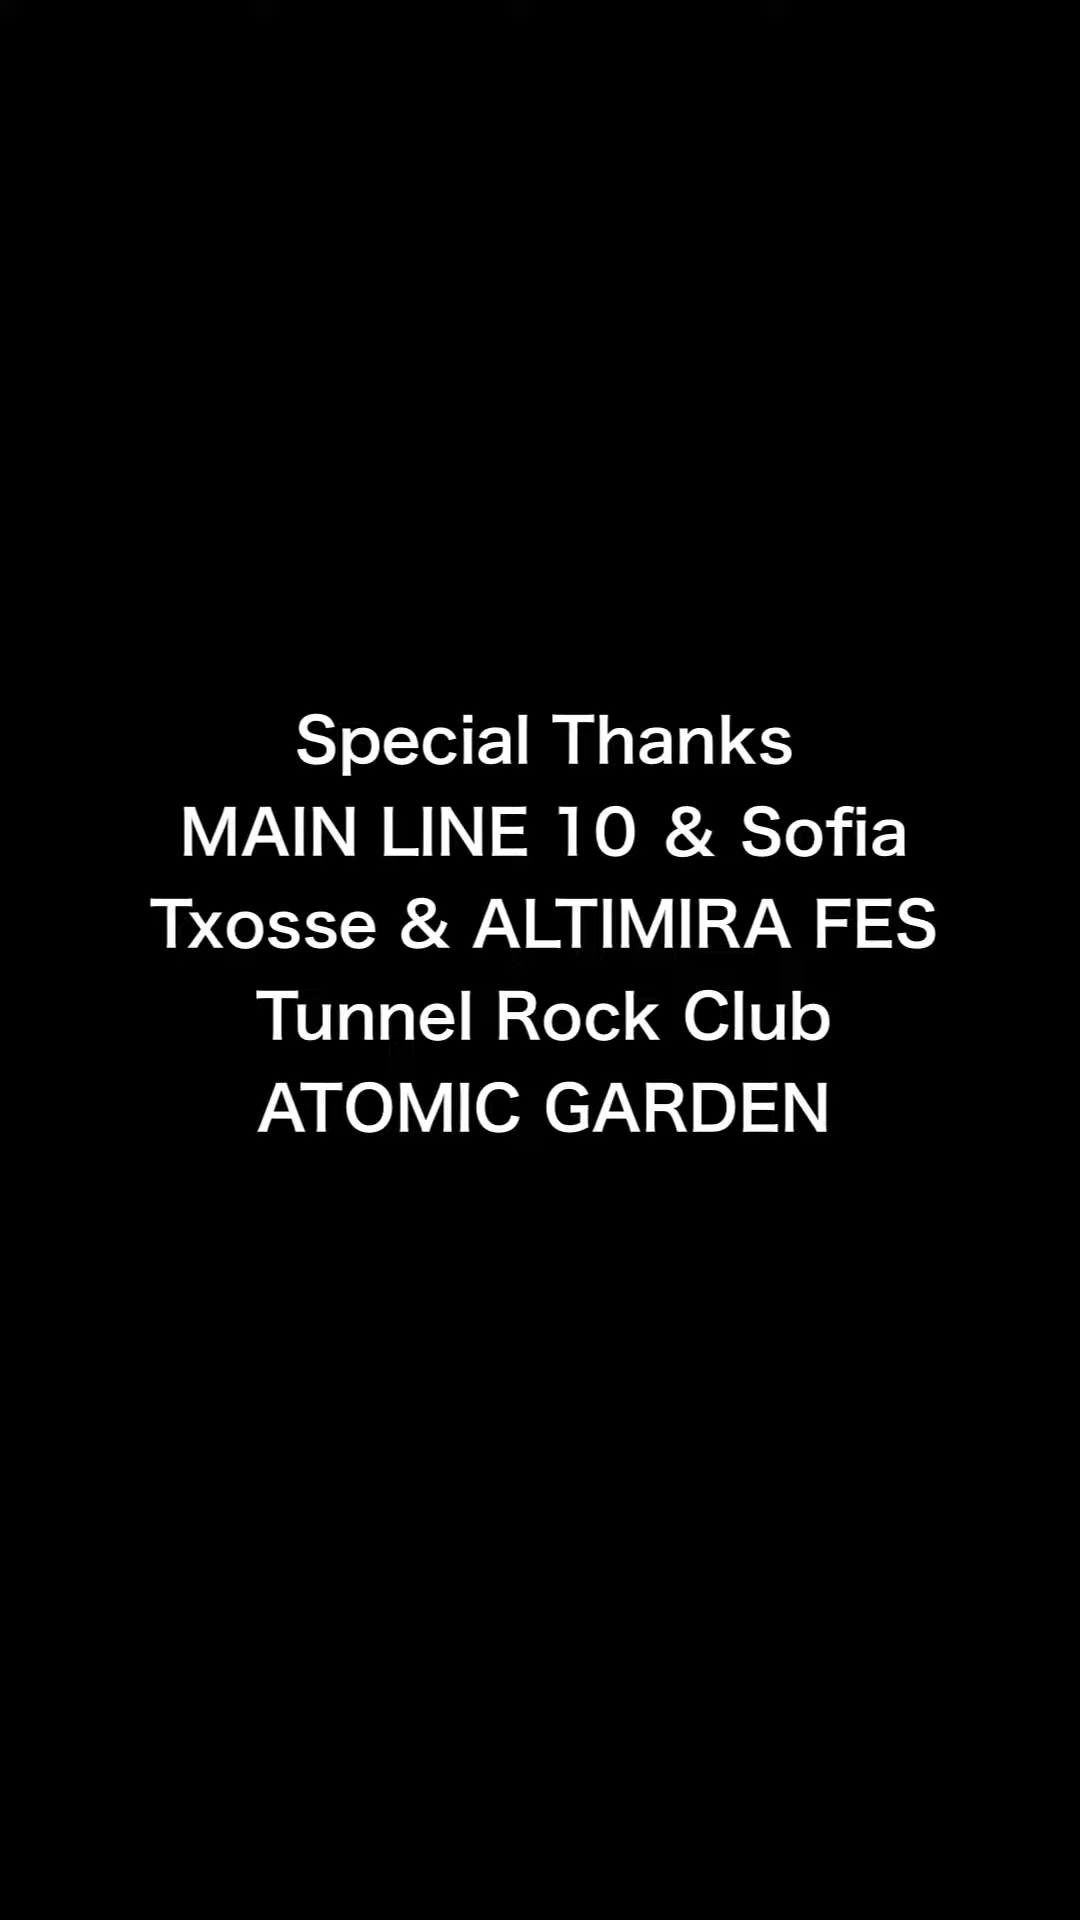 Special Thanks
MAIN LINE 10 & Sofia
Txosse & ALTIMIRA FES
Tunnel Rock Club
ATOMIC GARDEN